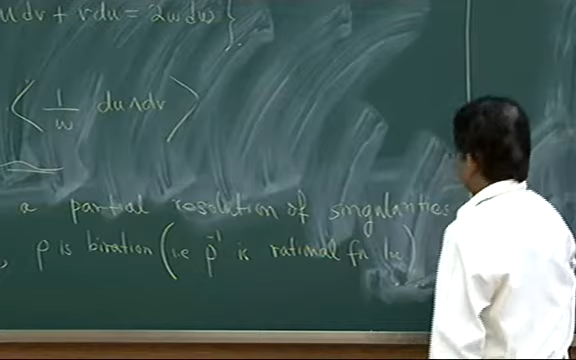 u dv + v du = 2w dw }
⟨ 1/w du ∧ dv ⟩
a partial resolution of singularities
, ρ is biration (i.e ρ⁻¹ is rational fn